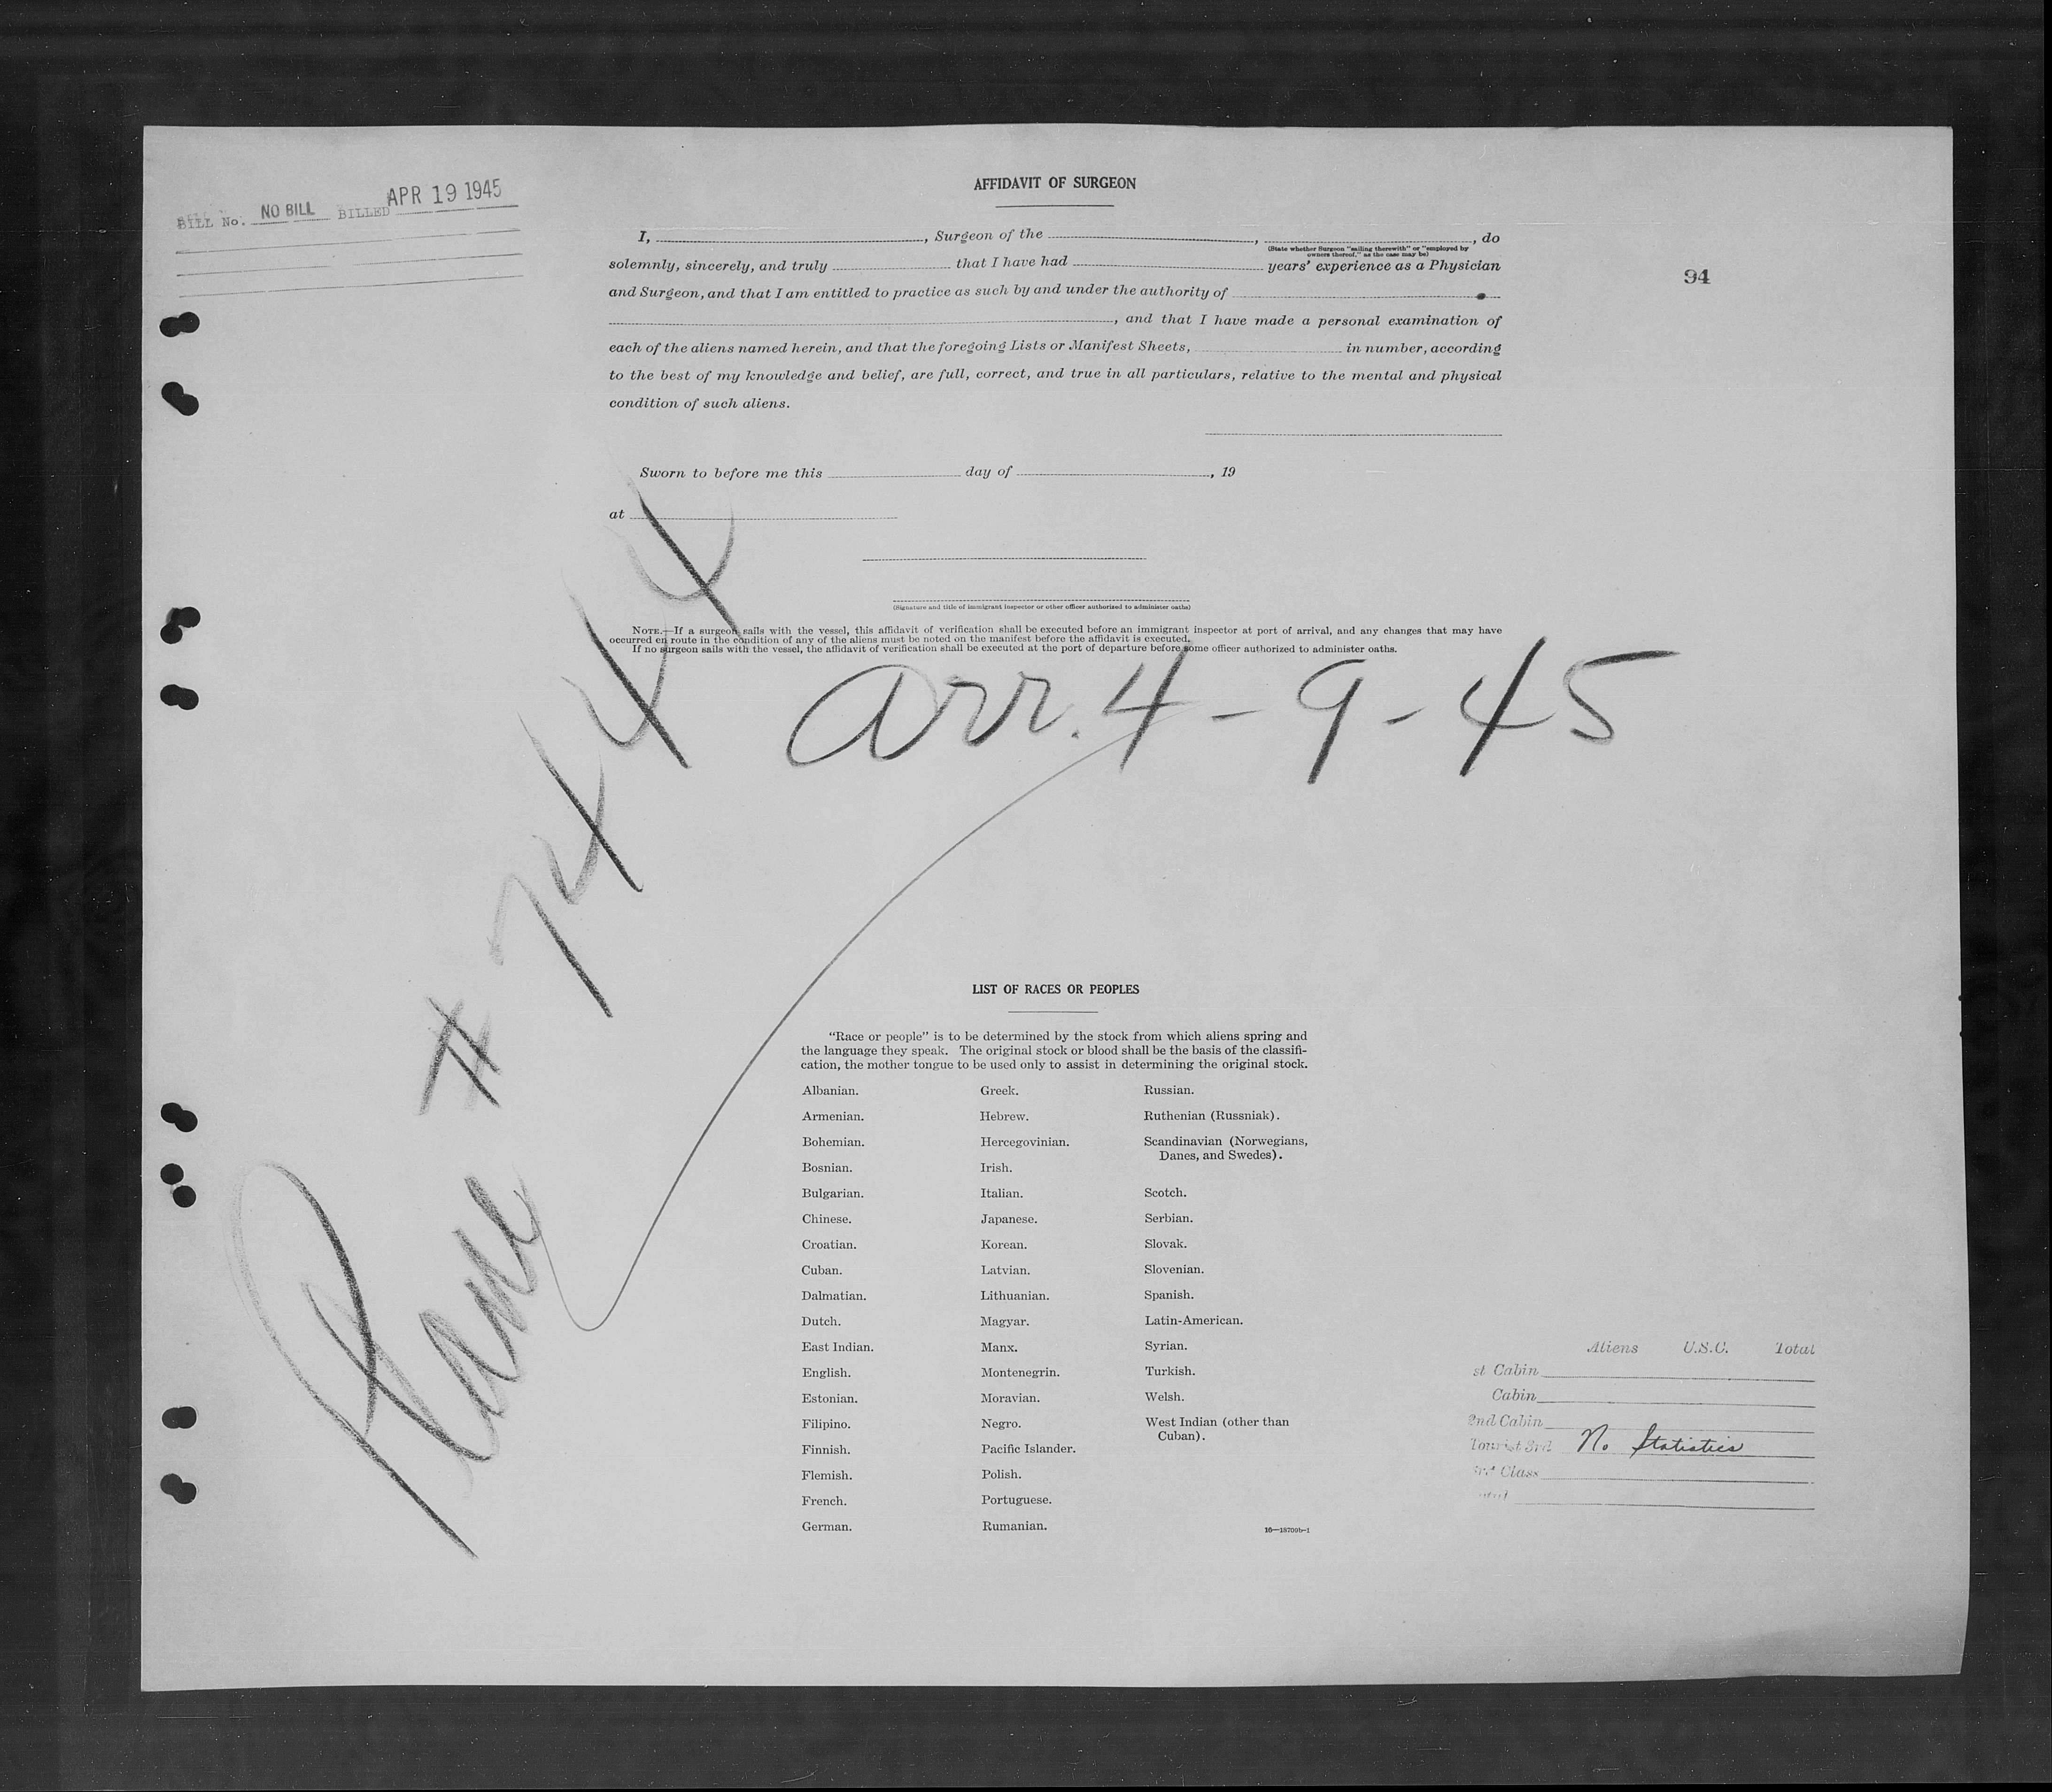 BILL No. NO BILL BILLED APR 19 1945
AFFIDAVIT OF SURGEON
94
I, , Surgeon of the , , do
(State whether Surgeon "sailing therewith" or "employed by
owners thereof," as the case may be)
solemnly, sincerely, and truly that I have had years' experience as a Physician
and Surgeon, and that I am entitled to practice as such by and under the authority of
, and that I have made a personal examination of
each of the aliens named herein, and that the foregoing Lists or Manifest Sheets, in number, according
to the best of my knowledge and belief, are full, correct, and true in all particulars, relative to the mental and physical
condition of such aliens.
Sworn to before me this day of , 19
at
(Signature and title of immigrant inspector or other officer authorized to administer oaths)
NOTE.—If a surgeon sails with the vessel, this affidavit of verification shall be executed before an immigrant inspector at port of arrival, and any changes that may have
occurred en route in the condition of any of the aliens must be noted on the manifest before the affidavit is executed.
If no surgeon sails with the vessel, the affidavit of verification shall be executed at the port of departure before some officer authorized to administer oaths.
arr. 4-9-45
Plane # 7444
LIST OF RACES OR PEOPLES
"Race or people" is to be determined by the stock from which aliens spring and
the language they speak. The original stock or blood shall be the basis of the classifi-
cation, the mother tongue to be used only to assist in determining the original stock.
Albanian.
Armenian.
Bohemian.
Bosnian.
Bulgarian.
Chinese.
Croatian.
Cuban.
Dalmatian.
Dutch.
East Indian.
English.
Estonian.
Filipino.
Finnish.
Flemish.
French.
German.
Greek.
Hebrew.
Hercegovinian.
Irish.
Italian.
Japanese.
Korean.
Latvian.
Lithuanian.
Magyar.
Manx.
Montenegrin.
Moravian.
Negro.
Pacific Islander.
Polish.
Portuguese.
Rumanian.
Russian.
Ruthenian (Russniak).
Scandinavian (Norwegians,
Danes, and Swedes).
Scotch.
Serbian.
Slovak.
Slovenian.
Spanish.
Latin-American.
Syrian.
Turkish.
Welsh.
West Indian (other than
Cuban).
16—18709b-1
Aliens U.S.C. Total
st Cabin
Cabin
2nd Cabin
Tourist 3rd No Statistics
3rd Class